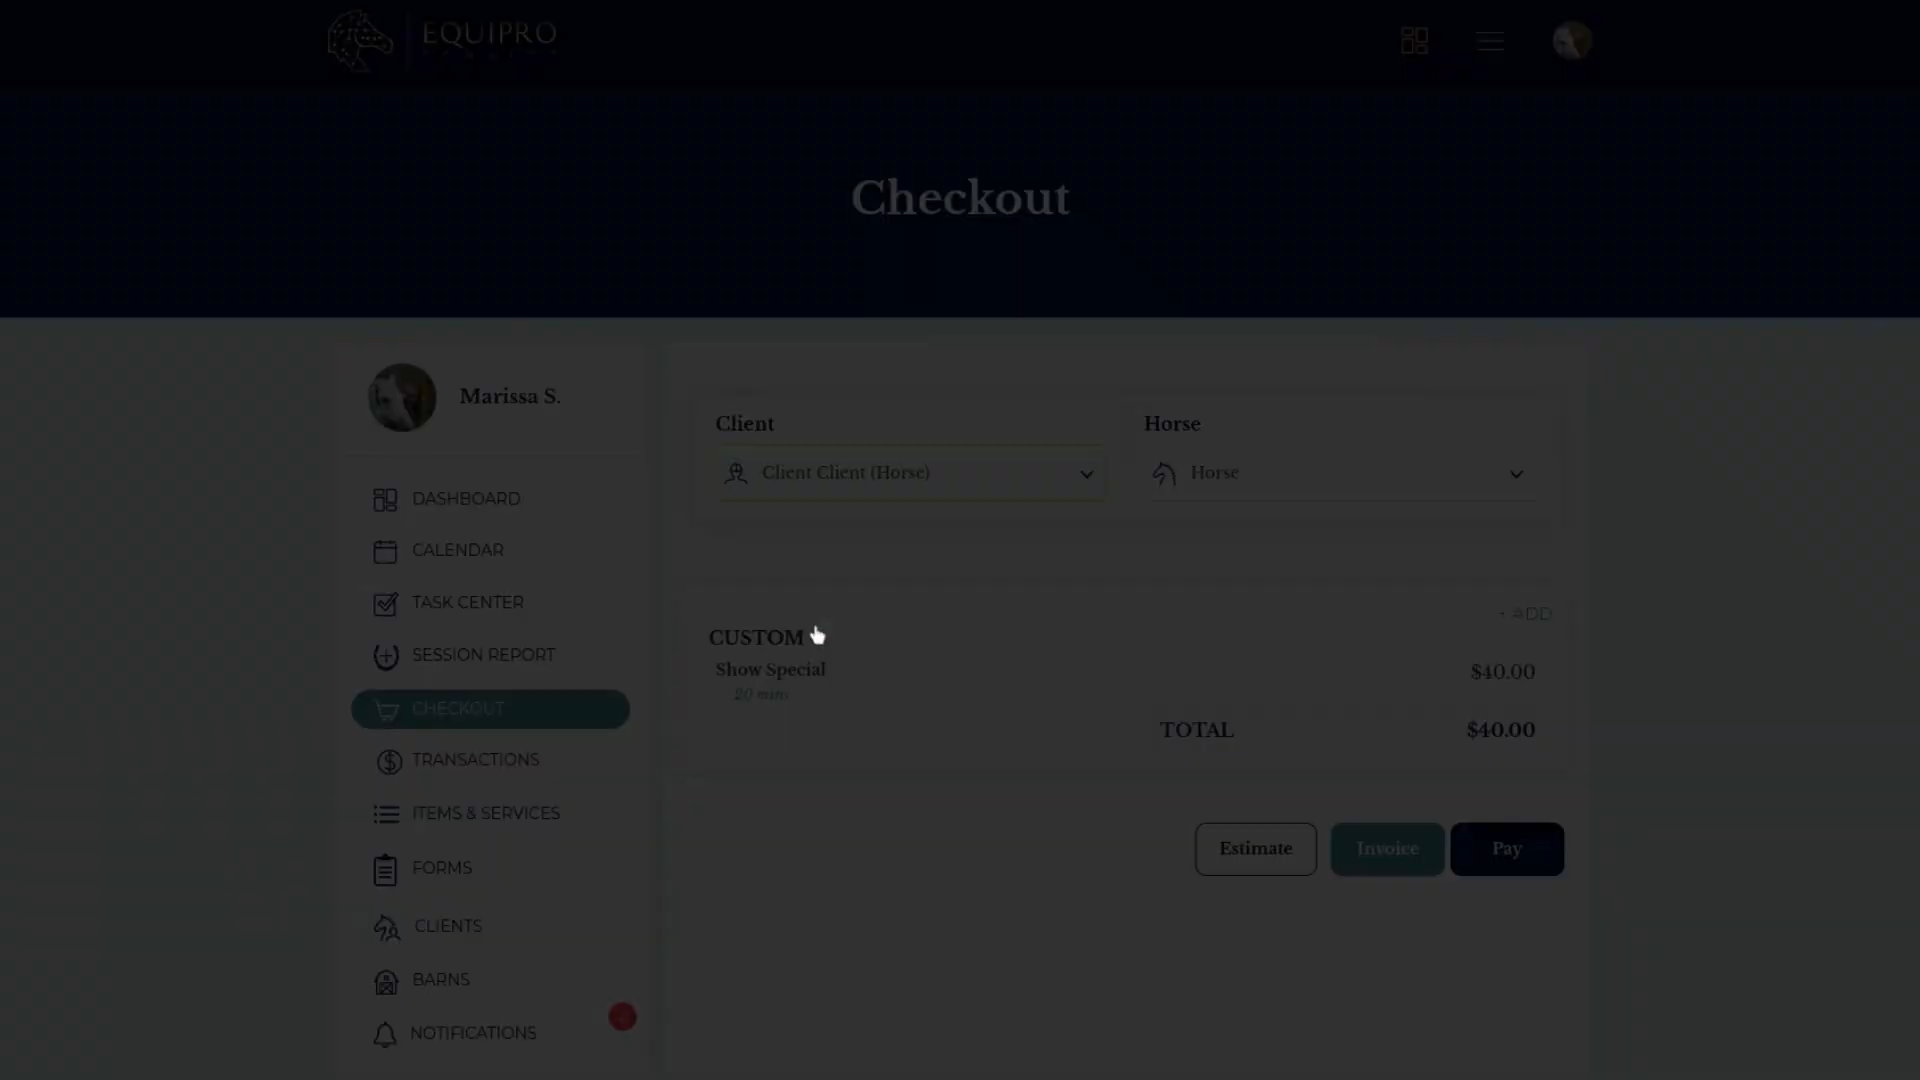 EQUIPRO
Checkout
Marissa S.
DASHBOARD
CALENDAR
TASK CENTER
SESSION REPORT
CHECKOUT
TRANSACTIONS
ITEMS & SERVICES
FORMS
CLIENTS
BARNS
NOTIFICATIONS
Client
Client Client (Horse)
Horse
Horse
+ ADD
CUSTOM
Show Special
$40.00
20 mins
TOTAL
$40.00
Estimate
Invoice
Pay